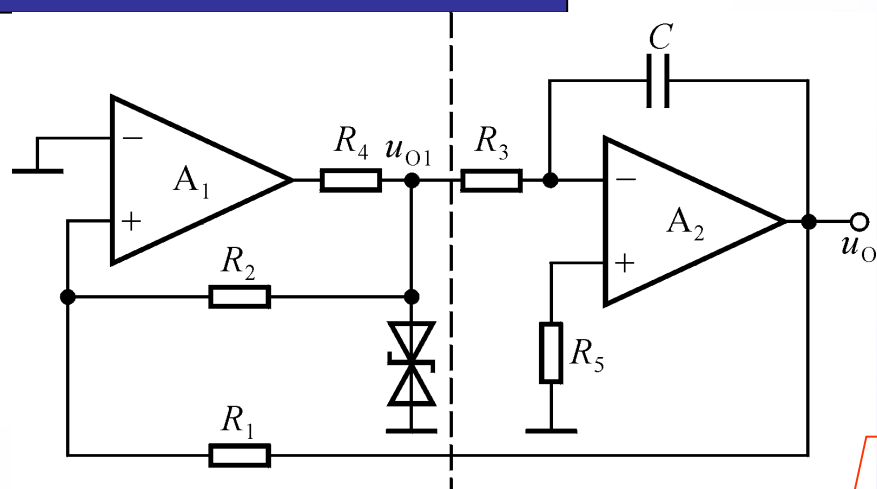 C
R4 uO1 R3
− A1 +
− A2 +
uO
R2
R5
R1